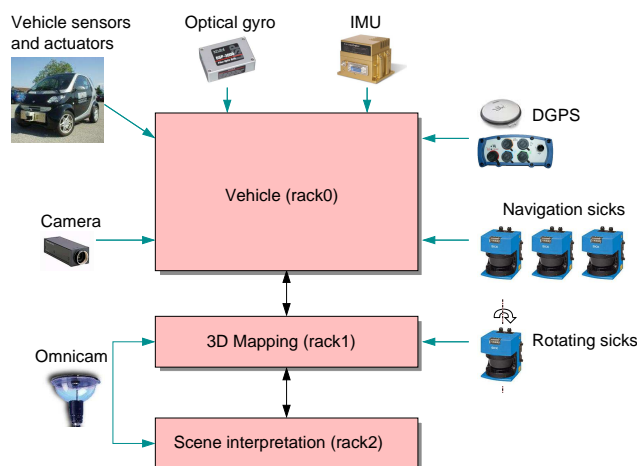 Vehicle sensors
and actuators
Optical gyro
IMU
DGPS
Vehicle (rack0)
Camera
Navigation sicks
3D Mapping (rack1)
Rotating sicks
Omnicam
Scene interpretation (rack2)